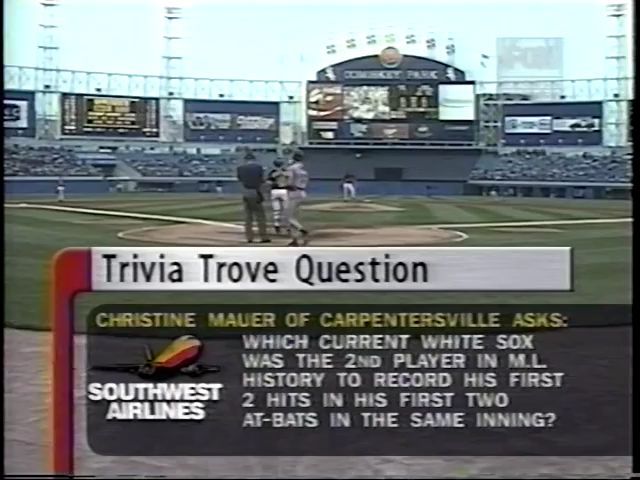 FOX
COMISKEY PARK
Trivia Trove Question
CHRISTINE MAUER OF CARPENTERSVILLE ASKS:
SOUTHWEST
AIRLINES
WHICH CURRENT WHITE SOX
WAS THE 2ND PLAYER IN M.L.
HISTORY TO RECORD HIS FIRST
2 HITS IN HIS FIRST TWO
AT-BATS IN THE SAME INNING?